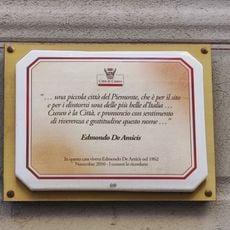 Città di Cuneo
"… una piccola città del Piemonte, che è per il sito
e per i dintorni una delle più belle d'Italia …
Cuneo è la Città, e pronuncio con sentimento
di riverenza e gratitudine questo nome …"
Edmondo De Amicis
In questa casa viveva Edmondo De Amicis nel 1862
Novembre 2010 - I cuneesi lo ricordano